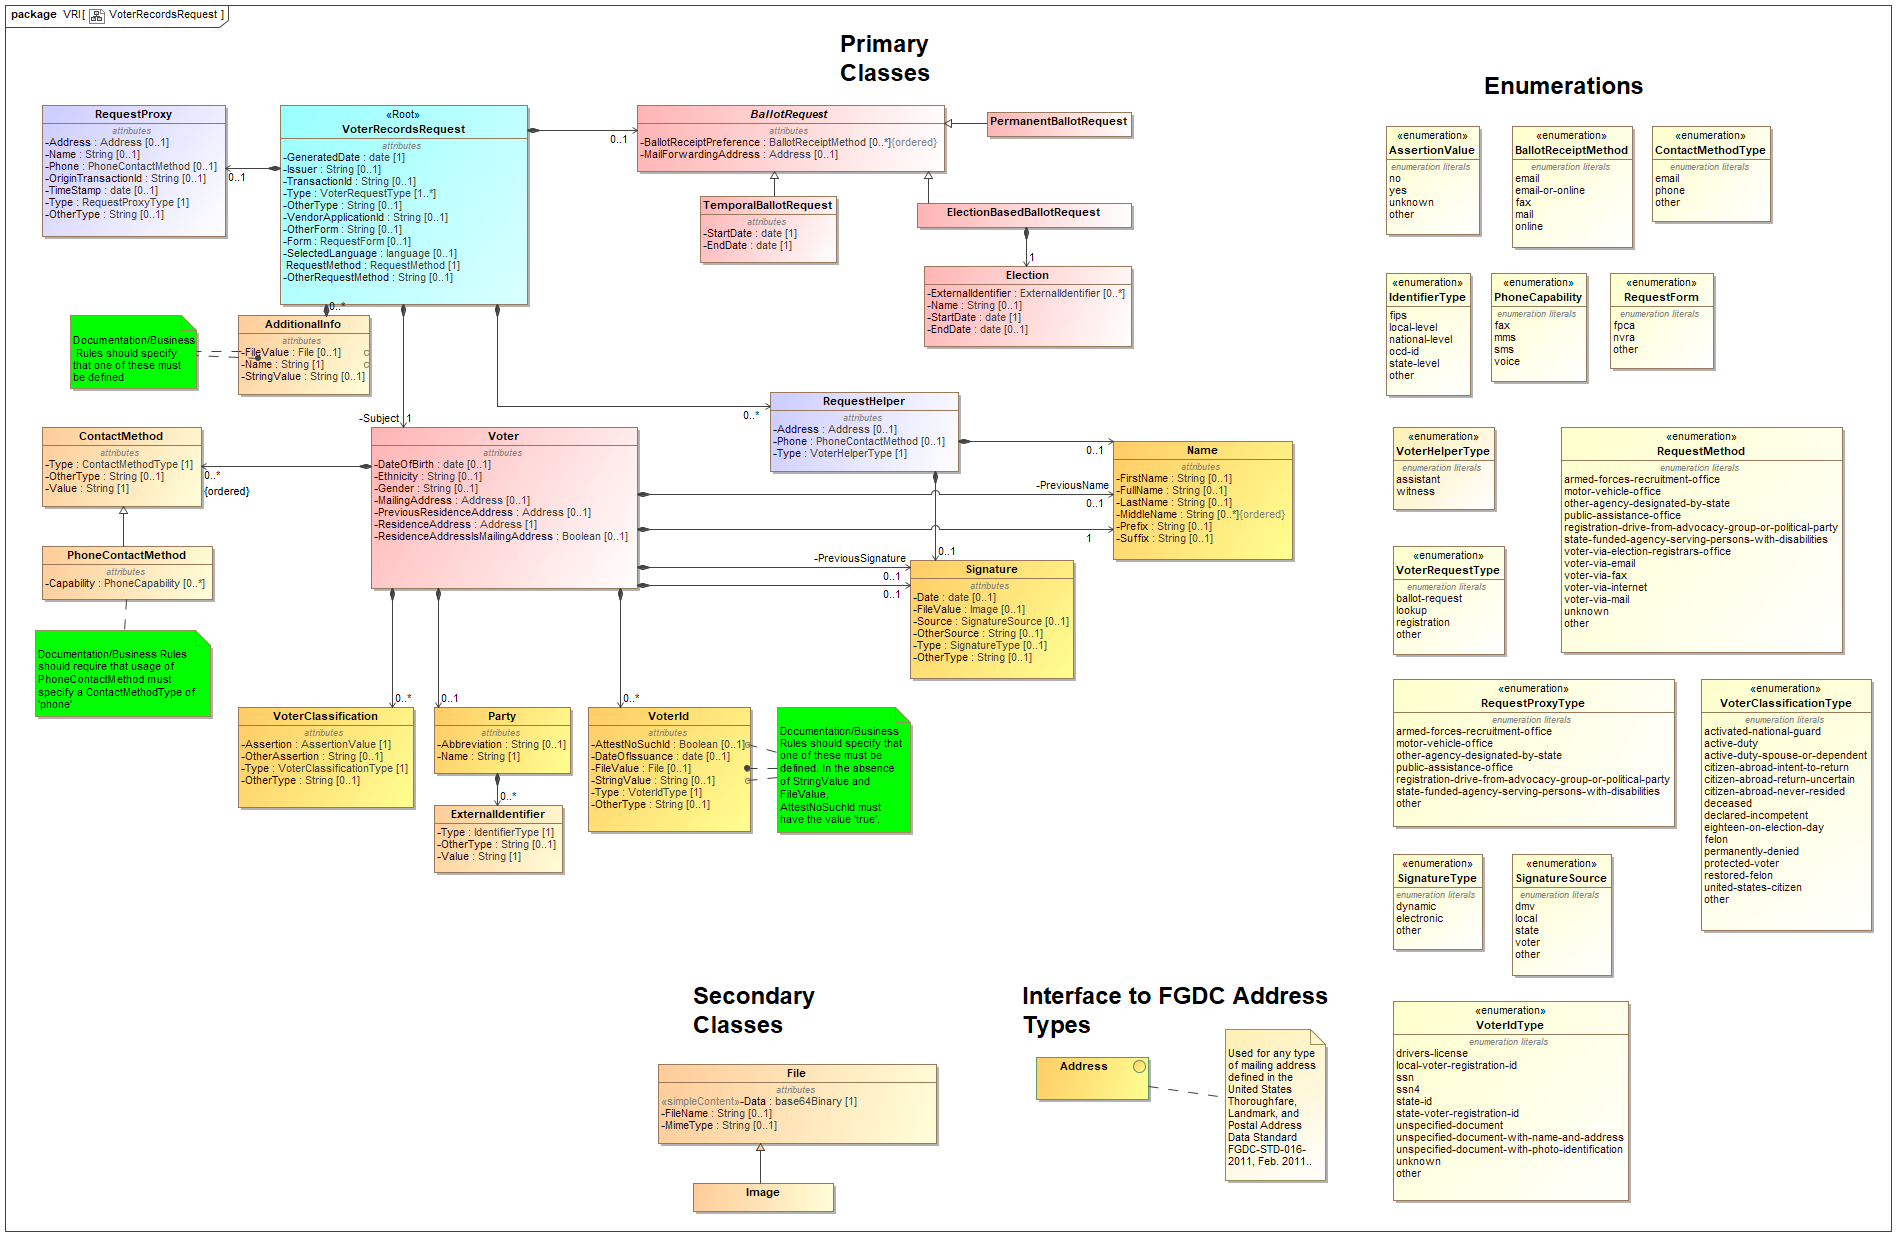 package VRI[ VoterRecordsRequest ]
Primary
Classes
Enumerations
RequestProxy
attributes
-Address : Address [0..1]
-Name : String [0..1]
-Phone : PhoneContactMethod [0..1]
-OriginTransactionId : String [0..1]
-TimeStamp : date [0..1]
-Type : RequestProxyType [1]
-OtherType : String [0..1]
0..1
«Root»
VoterRecordsRequest
attributes
-GeneratedDate : date [1]
-Issuer : String [0..1]
-TransactionId : String [0..1]
-Type : VoterRequestType [1..*]
-OtherType : String [0..1]
-VendorApplicationId : String [0..1]
-OtherForm : String [0..1]
-Form : RequestForm [0..1]
-SelectedLanguage : language [0..1]
RequestMethod : RequestMethod [1]
-OtherRequestMethod : String [0..1]
0..1
BallotRequest
attributes
-BallotReceiptPreference : BallotReceiptMethod [0..*]{ordered}
-MailForwardingAddress : Address [0..1]
PermanentBallotRequest
TemporalBallotRequest
attributes
-StartDate : date [1]
-EndDate : date [1]
ElectionBasedBallotRequest
1
Election
-ExternalIdentifier : ExternalIdentifier [0..*]
-Name : String [0..1]
-StartDate : date [1]
-EndDate : date [0..1]
0..*
AdditionalInfo
attributes
-FileValue : File [0..1]
-Name : String [1]
-StringValue : String [0..1]
Documentation/Business
Rules should specify
that one of these must
be defined
-Subject 1
0..*
RequestHelper
attributes
-Address : Address [0..1]
-Phone : PhoneContactMethod [0..1]
-Type : VoterHelperType [1]
0..1
ContactMethod
attributes
-Type : ContactMethodType [1]
-OtherType : String [0..1]
-Value : String [1]
0..*
{ordered}
Voter
attributes
-DateOfBirth : date [0..1]
-Ethnicity : String [0..1]
-Gender : String [0..1]
-MailingAddress : Address [0..1]
-PreviousResidenceAddress : Address [0..1]
-ResidenceAddress : Address [1]
-ResidenceAddressIsMailingAddress : Boolean [0..1]
-PreviousName
0..1
1
Name
attributes
-FirstName : String [0..1]
-FullName : String [0..1]
-LastName : String [0..1]
-MiddleName : String [0..*]{ordered}
-Prefix : String [0..1]
-Suffix : String [0..1]
PhoneContactMethod
attributes
-Capability : PhoneCapability [0..*]
Documentation/Business Rules
should require that usage of
PhoneContactMethod must
specify a ContactMethodType of
'phone'
-PreviousSignature
0..1
0..1
0..1
Signature
attributes
-Date : date [0..1]
-FileValue : Image [0..1]
-Source : SignatureSource [0..1]
-OtherSource : String [0..1]
-Type : SignatureType [0..1]
-OtherType : String [0..1]
0..*
0..1
0..*
VoterClassification
attributes
-Assertion : AssertionValue [1]
-OtherAssertion : String [0..1]
-Type : VoterClassificationType [1]
-OtherType : String [0..1]
Party
attributes
-Abbreviation : String [0..1]
-Name : String [1]
0..*
ExternalIdentifier
-Type : IdentifierType [1]
-OtherType : String [0..1]
-Value : String [1]
VoterId
attributes
-AttestNoSuchId : Boolean [0..1]
-DateOfIssuance : date [0..1]
-FileValue : File [0..1]
-StringValue : String [0..1]
-Type : VoterIdType [1]
-OtherType : String [0..1]
Documentation/Business
Rules should specify that
one of these must be
defined. In the absence
of StringValue and
FileValue,
AttestNoSuchId must
have the value 'true'.
Secondary
Classes
File
attributes
«simpleContent»-Data : base64Binary [1]
-FileName : String [0..1]
-MimeType : String [0..1]
Image
Interface to FGDC Address
Types
Address
Used for any type
of mailing address
defined in the
United States
Thoroughfare,
Landmark, and
Postal Address
Data Standard
FGDC-STD-016-
2011, Feb. 2011..
«enumeration»
AssertionValue
enumeration literals
no
yes
unknown
other
«enumeration»
BallotReceiptMethod
enumeration literals
email
email-or-online
fax
mail
online
«enumeration»
ContactMethodType
enumeration literals
email
phone
other
«enumeration»
IdentifierType
enumeration literals
fips
local-level
national-level
ocd-id
state-level
other
«enumeration»
PhoneCapability
enumeration literals
fax
mms
sms
voice
«enumeration»
RequestForm
enumeration literals
fpca
nvra
other
«enumeration»
VoterHelperType
enumeration literals
assistant
witness
«enumeration»
RequestMethod
enumeration literals
armed-forces-recruitment-office
motor-vehicle-office
other-agency-designated-by-state
public-assistance-office
registration-drive-from-advocacy-group-or-political-party
state-funded-agency-serving-persons-with-disabilities
voter-via-election-registrars-office
voter-via-email
voter-via-fax
voter-via-internet
voter-via-mail
unknown
other
«enumeration»
VoterRequestType
enumeration literals
ballot-request
lookup
registration
other
«enumeration»
RequestProxyType
enumeration literals
armed-forces-recruitment-office
motor-vehicle-office
other-agency-designated-by-state
public-assistance-office
registration-drive-from-advocacy-group-or-political-party
state-funded-agency-serving-persons-with-disabilities
other
«enumeration»
VoterClassificationType
enumeration literals
activated-national-guard
active-duty
active-duty-spouse-or-dependent
citizen-abroad-intent-to-return
citizen-abroad-return-uncertain
citizen-abroad-never-resided
deceased
declared-incompetent
eighteen-on-election-day
felon
permanently-denied
protected-voter
restored-felon
united-states-citizen
other
«enumeration»
SignatureType
enumeration literals
dynamic
electronic
other
«enumeration»
SignatureSource
enumeration literals
dmv
local
state
voter
other
«enumeration»
VoterIdType
enumeration literals
drivers-license
local-voter-registration-id
ssn
ssn4
state-id
state-voter-registration-id
unspecified-document
unspecified-document-with-name-and-address
unspecified-document-with-photo-identification
unknown
other